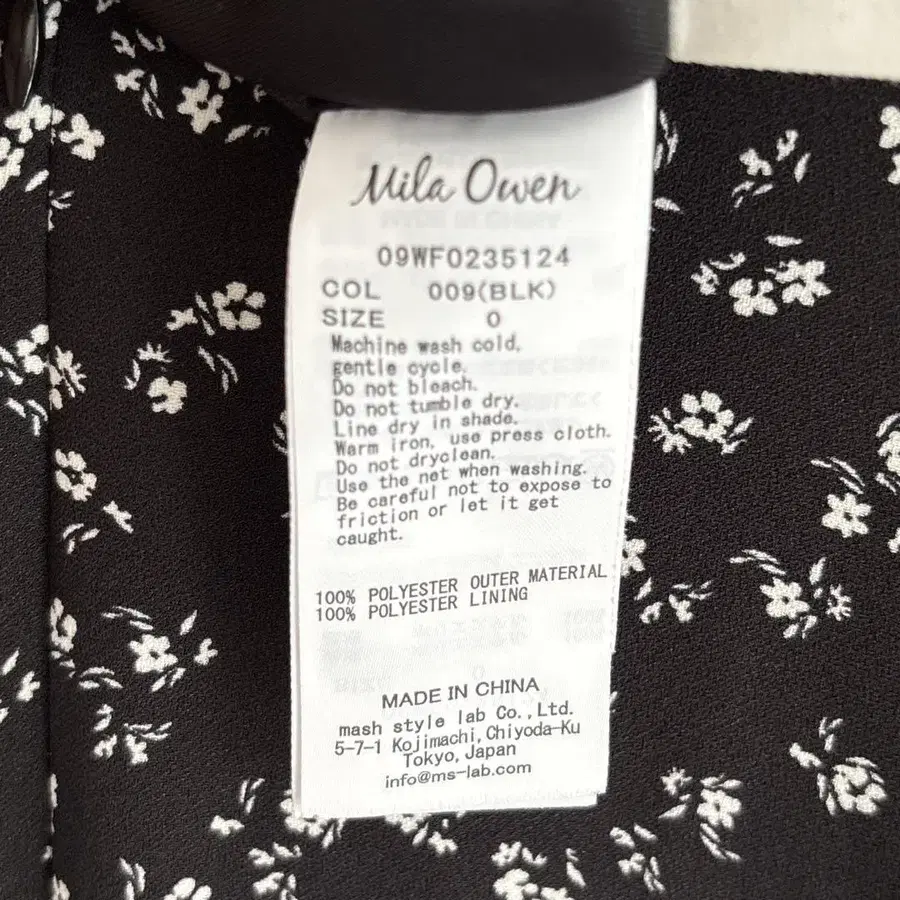 Mila Owen
09WF0235124
COL 009(BLK)
SIZE 0
Machine wash cold,
gentle cycle.
Do not bleach.
Do not tumble dry.
Line dry in shade.
Warm iron, use press cloth.
Do not dryclean.
Use the net when washing.
Be careful not to expose to
friction or let it get
caught.
100% POLYESTER OUTER MATERIAL
100% POLYESTER LINING
MADE IN CHINA
mash style lab Co.,Ltd.
5-7-1 Kojimachi,Chiyoda-Ku
Tokyo,Japan
info@ms-lab.com